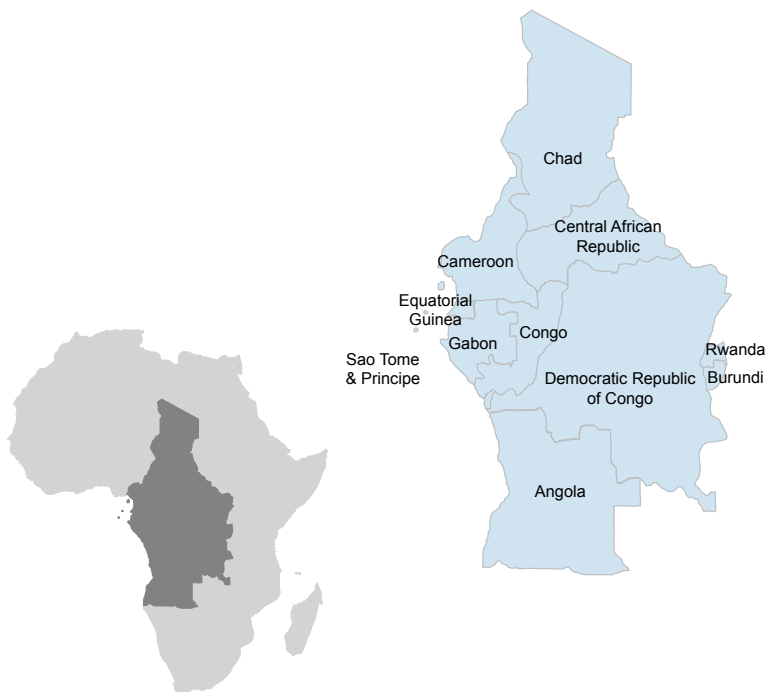 Chad
Central African
Republic
Cameroon
Equatorial
Guinea
Congo
Gabon
Rwanda
Sao Tome
& Principe
Democratic Republic
of Congo
Burundi
Angola